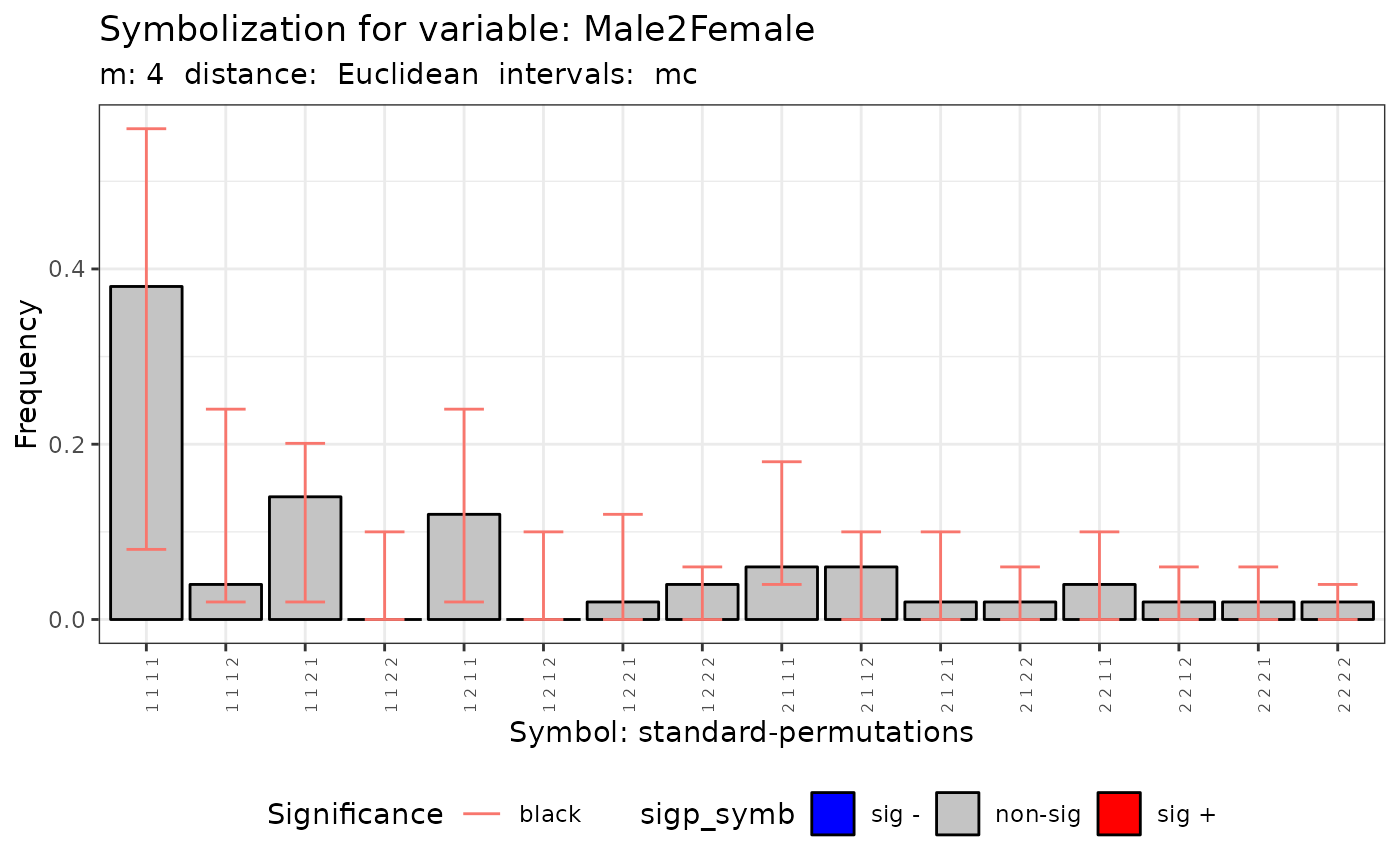 Symbolization for variable: Male2Female
m: 4 distance: Euclidean intervals: mc
Frequency
0.4
0.2
0.0
1 1 1 1
1 1 1 2
1 1 2 1
1 1 2 2
1 2 1 1
1 2 1 2
1 2 2 1
1 2 2 2
2 1 1 1
2 1 1 2
2 1 2 1
2 1 2 2
2 2 1 1
2 2 1 2
2 2 2 1
2 2 2 2
Symbol: standard-permutations
Significance black sigp_symb sig - non-sig sig +